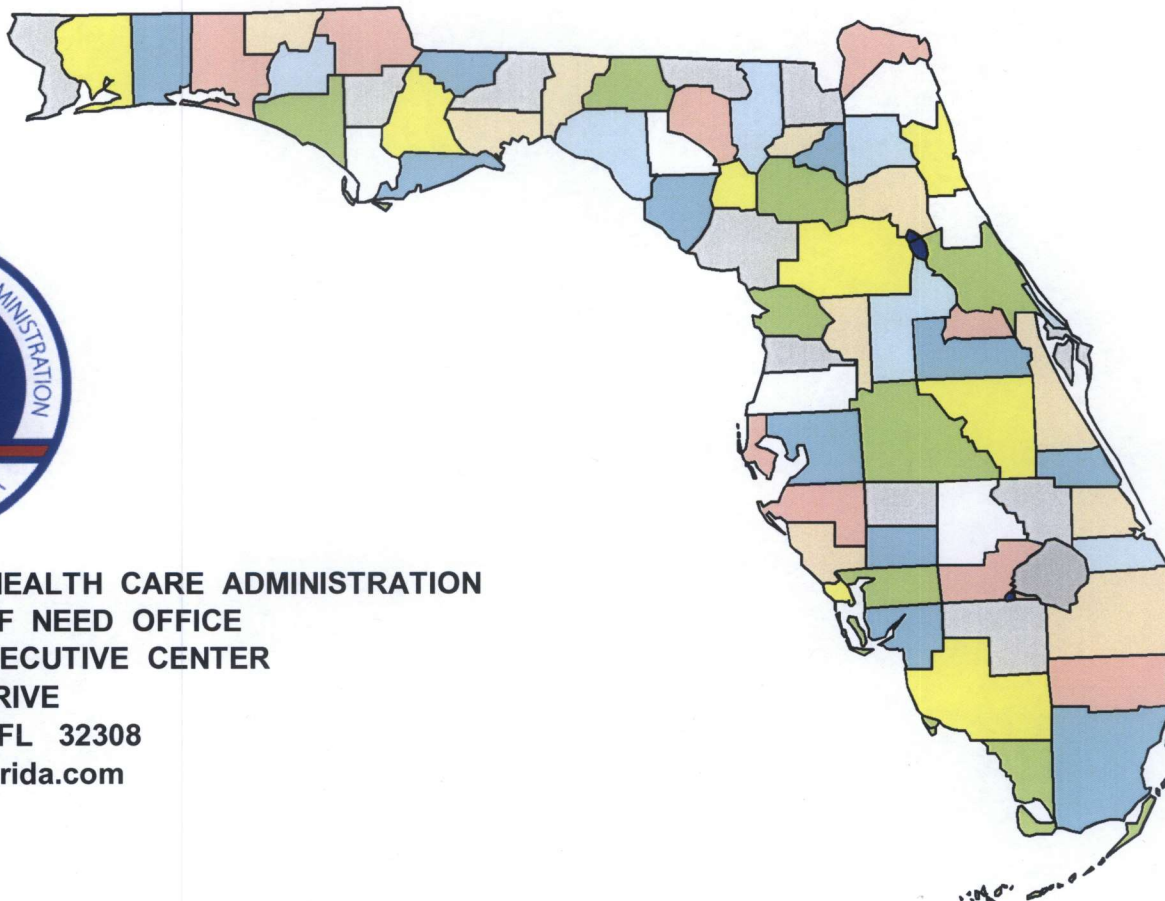 MINISTRATION
HEALTH CARE ADMINISTRATION
F NEED OFFICE
ECUTIVE CENTER
RIVE
FL 32308
rida.com